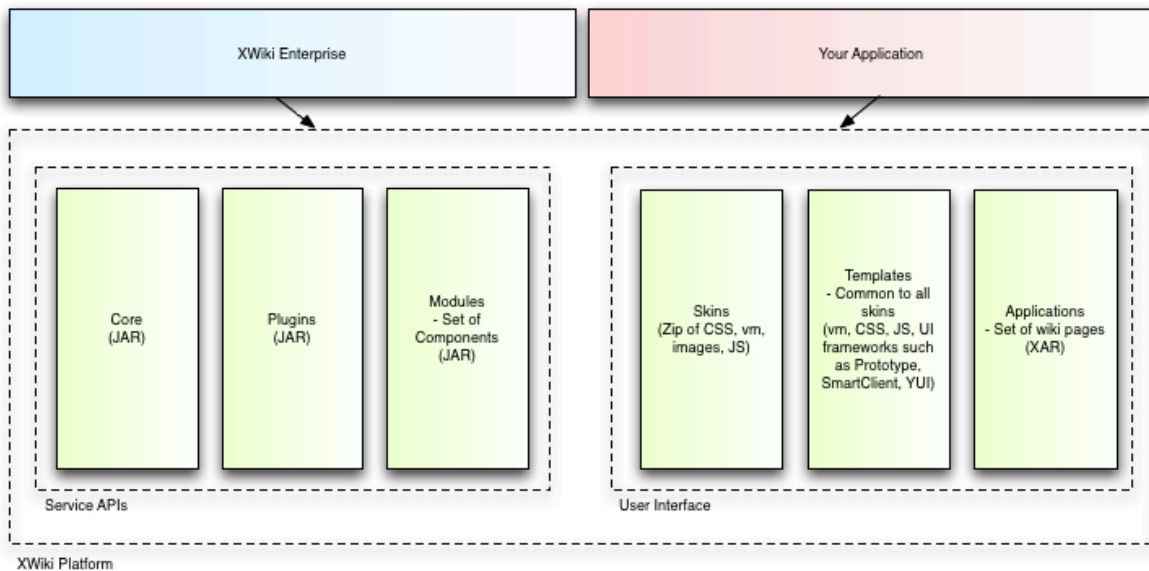 XWiki Enterprise
Your Application
Core
(JAR)
Plugins
(JAR)
Modules
- Set of
Components
(JAR)
Skins
(Zip of CSS, vm,
images, JS)
Templates
- Common to all
skins
(vm, CSS, JS, UI
frameworks such
as Prototype,
SmartClient, YUI)
Applications
- Set of wiki pages
(XAR)
Service APIs
User Interface
XWiki Platform